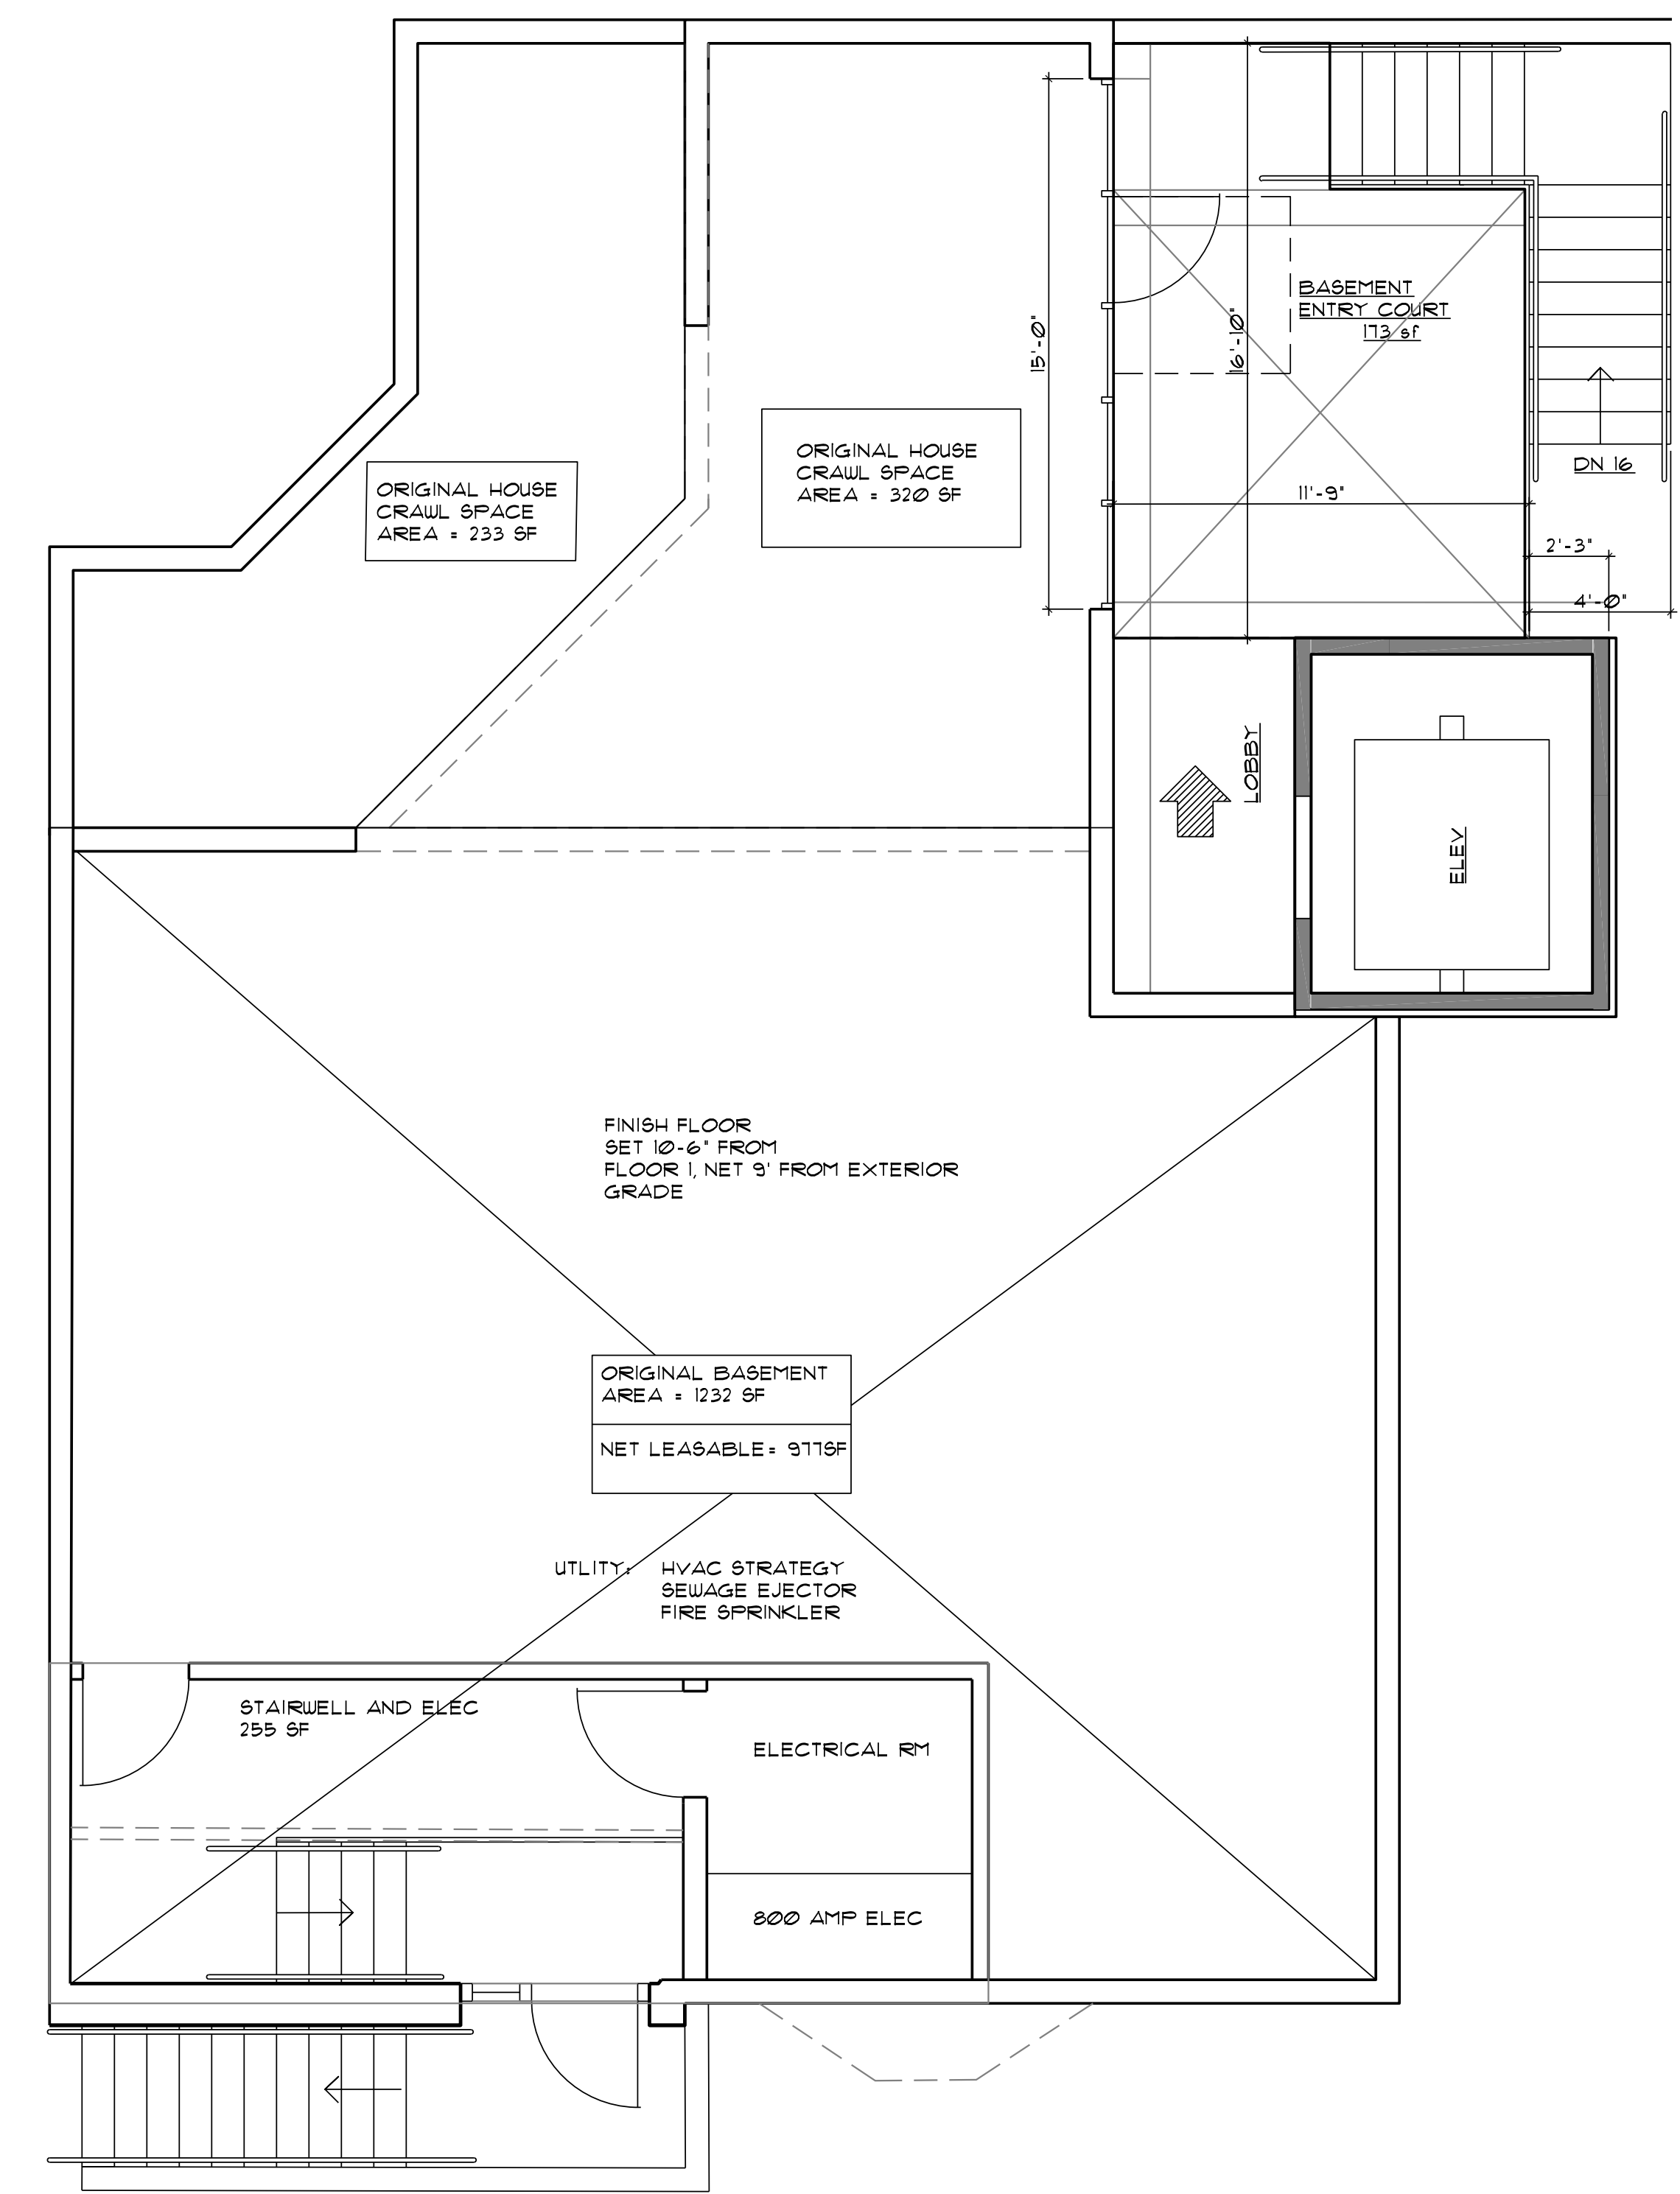 BASEMENT
ENTRY COURT
173 sf
15'-0"
16'-10"
ORIGINAL HOUSE
CRAWL SPACE
AREA = 320 SF
DN 16
ORIGINAL HOUSE
CRAWL SPACE
AREA = 233 SF
11'-9"
2'-3"
4'-0"
LOBBY
ELEV
FINISH FLOOR
SET 10-6" FROM
FLOOR 1, NET 9' FROM EXTERIOR
GRADE
ORIGINAL BASEMENT
AREA = 1232 SF
NET LEASABLE= 977SF
UTILITY: HVAC STRATEGY
SEWAGE EJECTOR
FIRE SPRINKLER
STAIRWELL AND ELEC
255 SF
ELECTRICAL RM
800 AMP ELEC